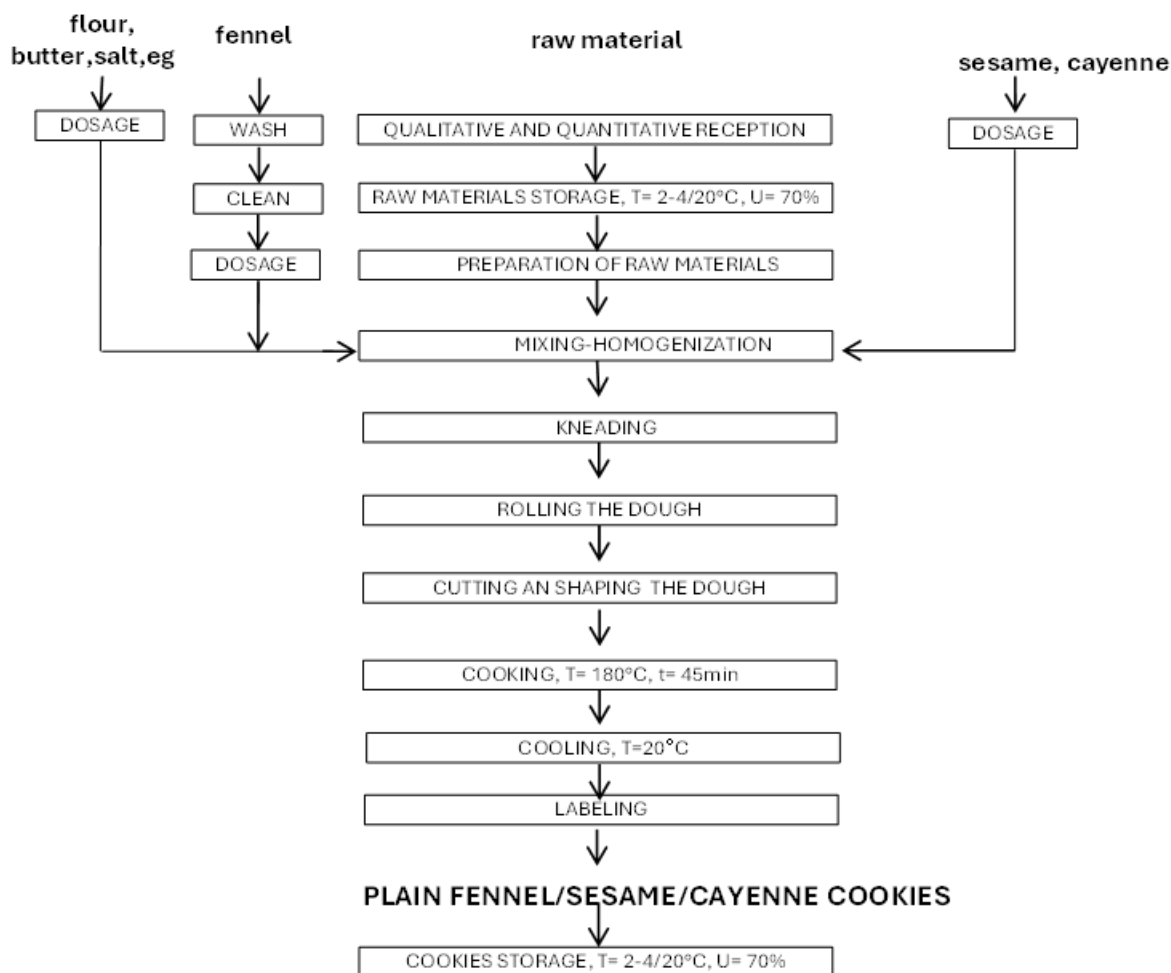 flour,
butter,salt,eg
fennel
raw material
sesame, cayenne
DOSAGE
WASH
QUALITATIVE AND QUANTITATIVE RECEPTION
DOSAGE
CLEAN
RAW MATERIALS STORAGE, T= 2-4/20°C, U= 70%
DOSAGE
PREPARATION OF RAW MATERIALS
MIXING-HOMOGENIZATION
KNEADING
ROLLING THE DOUGH
CUTTING AN SHAPING THE DOUGH
COOKING, T= 180°C, t= 45min
COOLING, T=20°C
LABELING
PLAIN FENNEL/SESAME/CAYENNE COOKIES
COOKIES STORAGE, T= 2-4/20°C, U= 70%